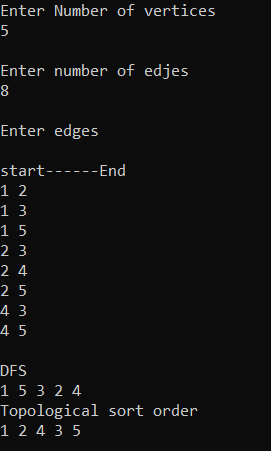 Enter Number of vertices
5
Enter number of edjes
8
Enter edges
start------End
1 2
1 3
1 5
2 3
2 4
2 5
4 3
4 5
DFS
1 5 3 2 4
Topological sort order
1 2 4 3 5